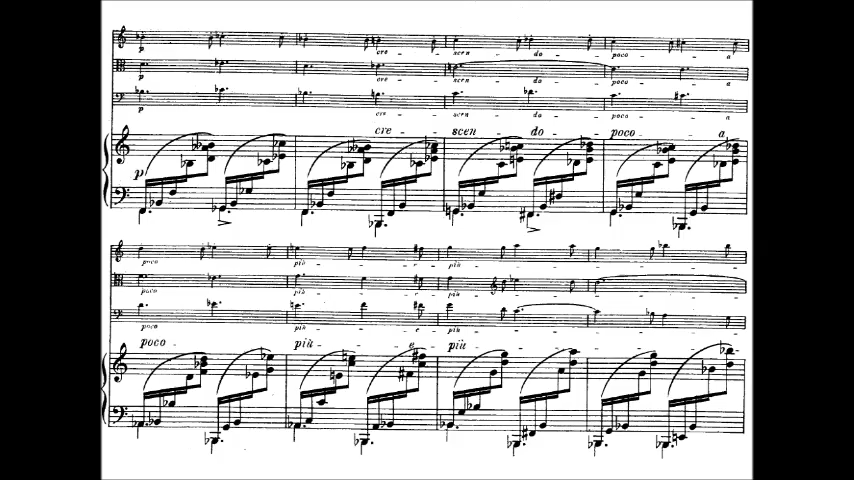 p cre - scen - do - poco - a
p cre - scen - do - poco - a
p cre - scen - do - poco - a
cre - scen - do - poco - a
p
poco - più - e - più
poco - più - e - più
poco - più - e - più
poco - più - e - più